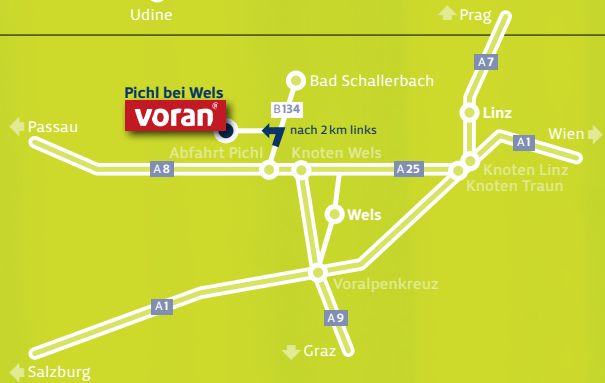 Udine
Prag
A7
Pichl bei Wels
voran®
Bad Schallerbach
B134
nach 2 km links
Linz
Passau
Wien
A1
Abfahrt Pichl
Knoten Wels
A8
A25
Knoten Linz
Knoten Traun
Wels
Voralpenkreuz
A1
A9
Graz
Salzburg